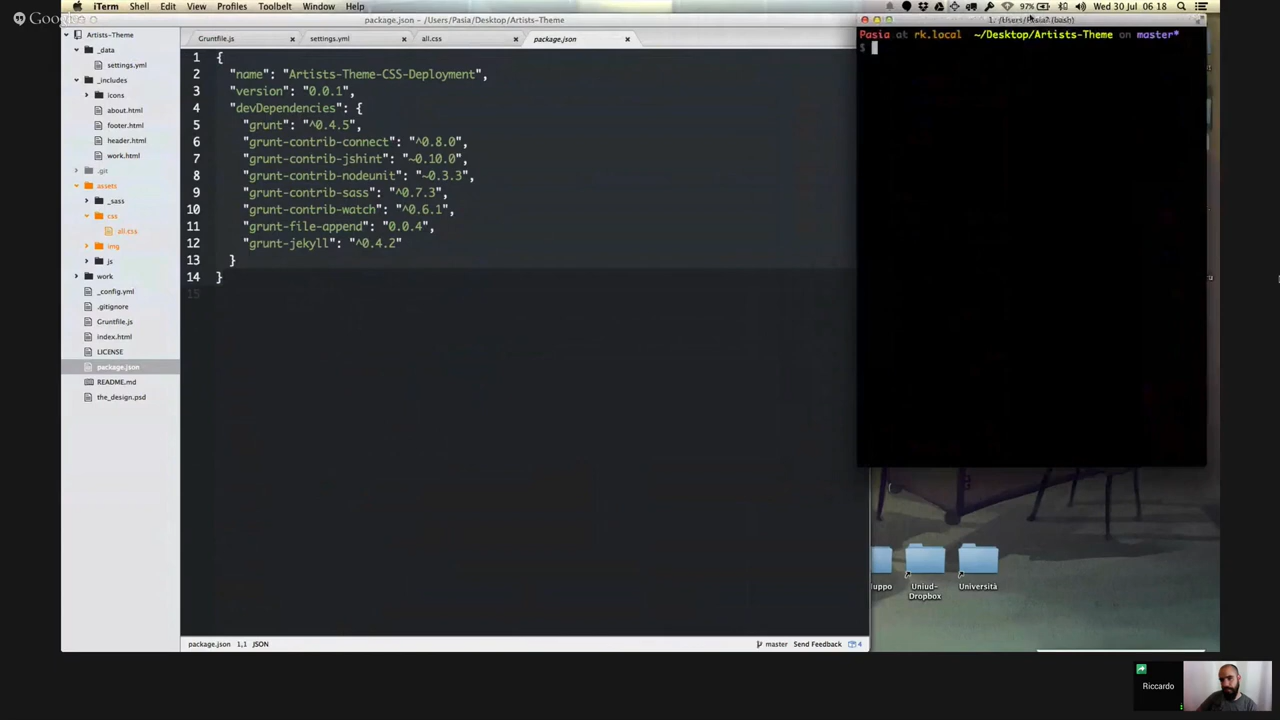 Google
iTerm Shell Edit View Profiles Toolbelt Window Help
97% Wed 30 Jul 06 18
package.json - /Users/Pasia/Desktop/Artists-Theme
Artists-Theme
_data
settings.yml
_includes
icons
about.html
footer.html
header.html
work.html
.git
assets
_sass
css
all.css
img
js
work
_config.yml
.gitignore
Gruntfile.js
index.html
LICENSE
package.json
README.md
the_design.psd
Gruntfile.js settings.yml all.css package.json
1 {
2 "name": "Artists-Theme-CSS-Deployment",
3 "version": "0.0.1",
4 "devDependencies": {
5 "grunt": "^0.4.5",
6 "grunt-contrib-connect": "^0.8.0",
7 "grunt-contrib-jshint": "~0.10.0",
8 "grunt-contrib-nodeunit": "~0.3.3",
9 "grunt-contrib-sass": "^0.7.3",
10 "grunt-contrib-watch": "^0.6.1",
11 "grunt-file-append": "0.0.4",
12 "grunt-jekyll": "^0.4.2"
13 }
14 }
15
package.json 1,1 JSON
master Send Feedback 4
(bash)
Pasia at rk.local ~/Desktop/Artists-Theme on master*
$
uppo
Uniud-
Dropbox
Università
Riccardo